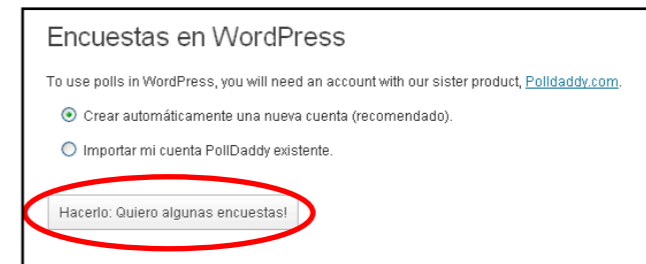 Encuestas en WordPress
To use polls in WordPress, you will need an account with our sister product, Polldaddy.com.
Crear automáticamente una nueva cuenta (recomendado).
Importar mi cuenta PollDaddy existente.
Hacerlo: Quiero algunas encuestas!